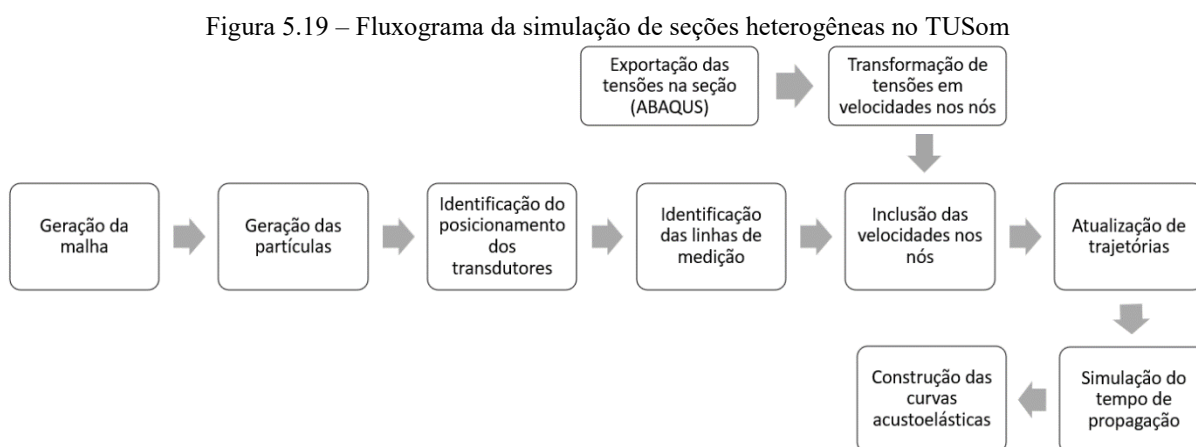 Figura 5.19 – Fluxograma da simulação de seções heterogêneas no TUSom
Exportação das
tensões na seção
(ABAQUS)
Transformação de
tensões em
velocidades nos nós
Geração da
malha
Geração das
partículas
Identificação do
posicionamento
dos
transdutores
Identificação
das linhas de
medição
Inclusão das
velocidades nos
nós
Atualização de
trajetórias
Construção das
curvas
acustoelásticas
Simulação do
tempo de
propagação